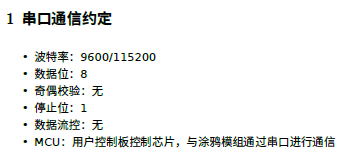 1 串口通信约定
• 波特率：9600/115200
• 数据位：8
• 奇偶校验：无
• 停止位：1
• 数据流控：无
• MCU：用户控制板控制芯片，与涂鸦模组通过串口进行通信